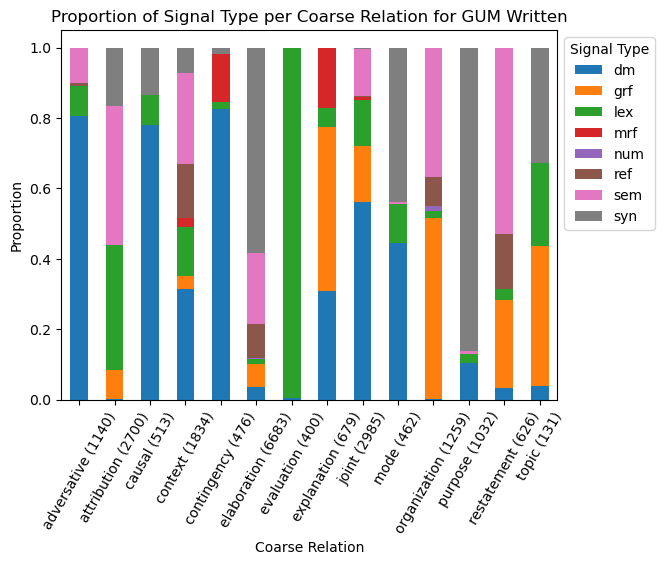 Proportion of Signal Type per Coarse Relation for GUM Written
Signal Type
dm
grf
lex
mrf
num
ref
sem
syn
Proportion
1.0
0.8
0.6
0.4
0.2
0.0
adversative (1140)
attribution (2700)
causal (513)
context (1834)
contingency (476)
elaboration (6683)
evaluation (400)
explanation (679)
joint (2985)
mode (462)
organization (1259)
purpose (1032)
restatement (626)
topic (131)
Coarse Relation